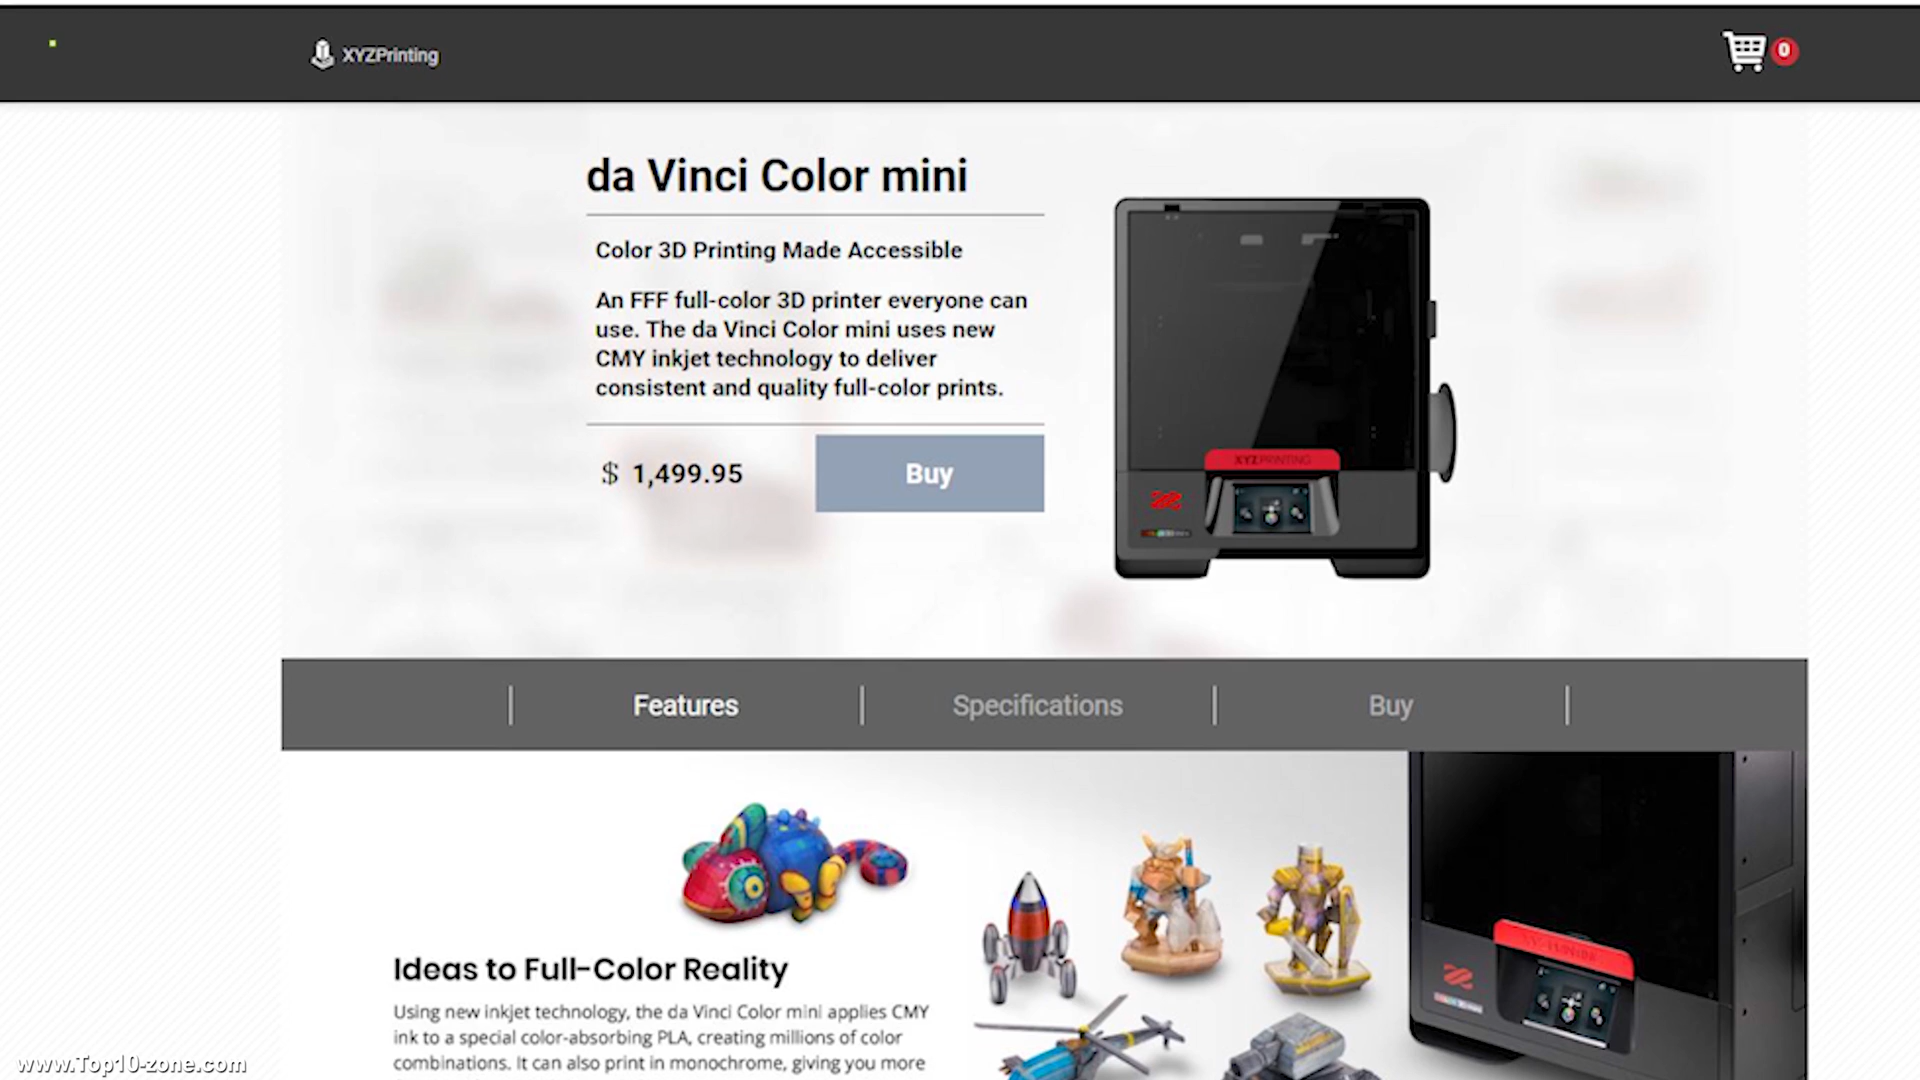 XYZPrinting
0
da Vinci Color mini
Color 3D Printing Made Accessible
An FFF full-color 3D printer everyone can
use. The da Vinci Color mini uses new
CMY inkjet technology to deliver
consistent and quality full-color prints.
$ 1,499.95
Buy
XYZPRINTING
Features
Specifications
Buy
Ideas to Full-Color Reality
Using new inkjet technology, the da Vinci Color mini applies CMY
ink to a special color-absorbing PLA, creating millions of color
combinations. It can also print in monochrome, giving you more
www.Top10-zone.com